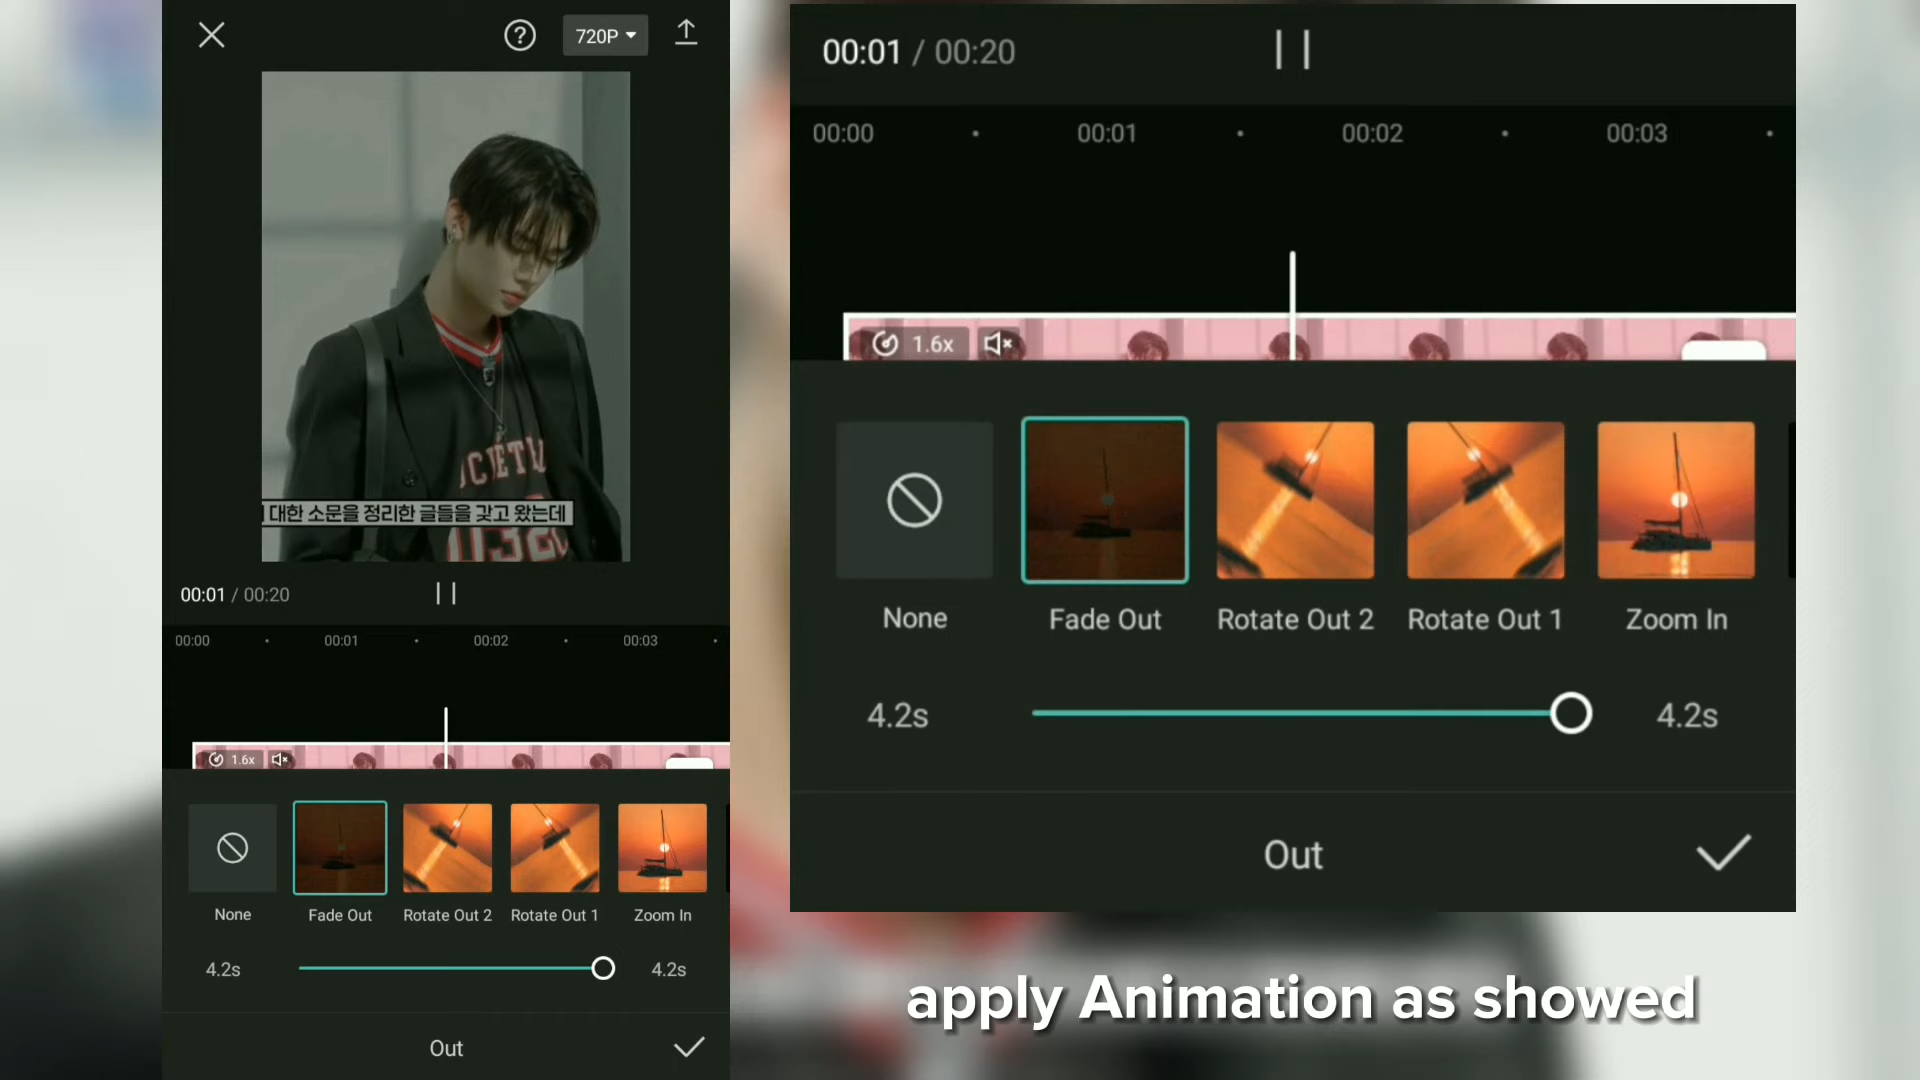 720P
대한 소문을 정리한 글들을 갖고 왔는데
00:01 / 00:20
00:00
00:01
00:02
00:03
1.6x
None
Fade Out
Rotate Out 2
Rotate Out 1
Zoom In
4.2s
4.2s
Out
00:01 / 00:20
00:00
00:01
00:02
00:03
1.6x
None
Fade Out
Rotate Out 2
Rotate Out 1
Zoom In
4.2s
4.2s
Out
apply Animation as showed